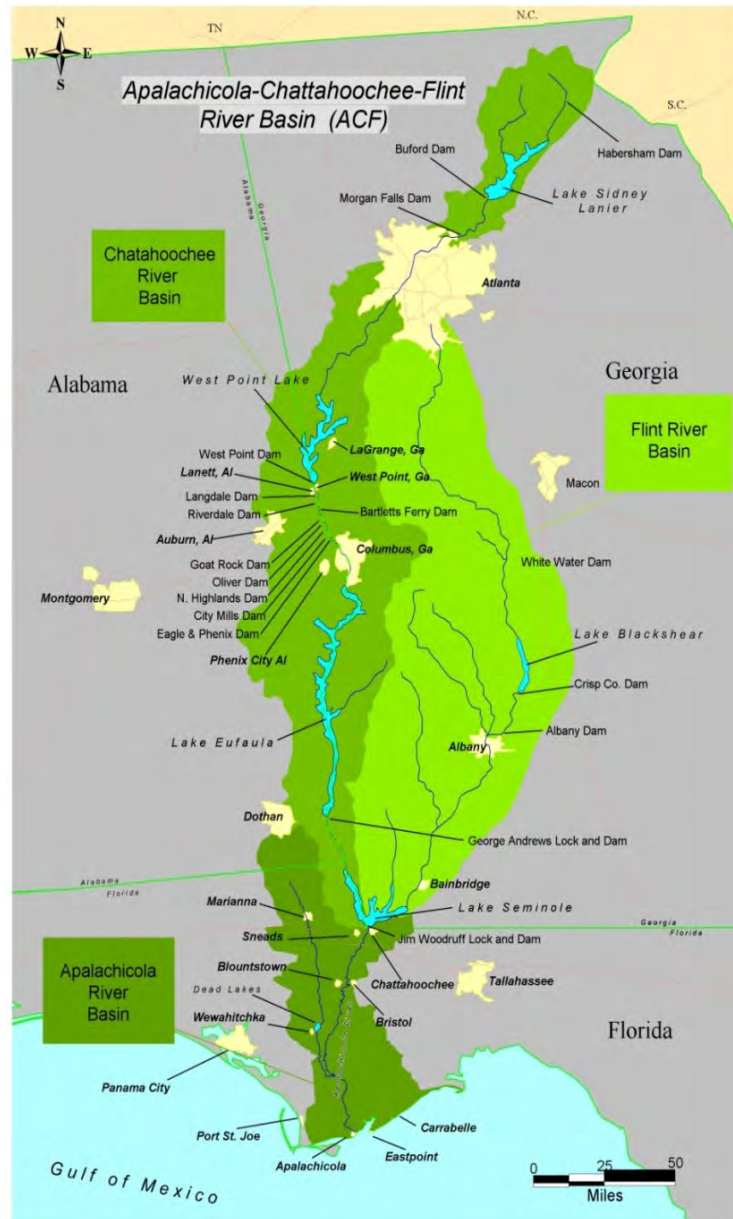 N
W E
S
TN
N.C.
S.C.
Apalachicola-Chattahoochee-Flint
River Basin (ACF)
Buford Dam
Habersham Dam
Morgan Falls Dam
Lake Sidney
Lanier
Alabama
Georgia
Chatahoochee
River
Basin
Atlanta
West Point Lake
Alabama
Georgia
Flint River
Basin
LaGrange, Ga
West Point Dam
Lanett, Al
West Point, Ga
Langdale Dam
Macon
Riverdale Dam
Bartletts Ferry Dam
Auburn, Al
Columbus, Ga
Goat Rock Dam
White Water Dam
Oliver Dam
Montgomery
N. Highlands Dam
City Mills Dam
Eagle & Phenix Dam
Lake Blackshear
Phenix City Al
Crisp Co. Dam
Lake Eufaula
Albany
Albany Dam
Dothan
George Andrews Lock and Dam
Alabama
Florida
Bainbridge
Marianna
Lake Seminole
Georgia
Florida
Sneads
Jim Woodruff Lock and Dam
Apalachicola
River
Basin
Blountstown
Chattahoochee
Tallahassee
Dead Lakes
Wewahitchka
Bristol
Florida
Panama City
Port St. Joe
Carrabelle
Eastpoint
Apalachicola
Gulf of Mexico
0 25 50
Miles